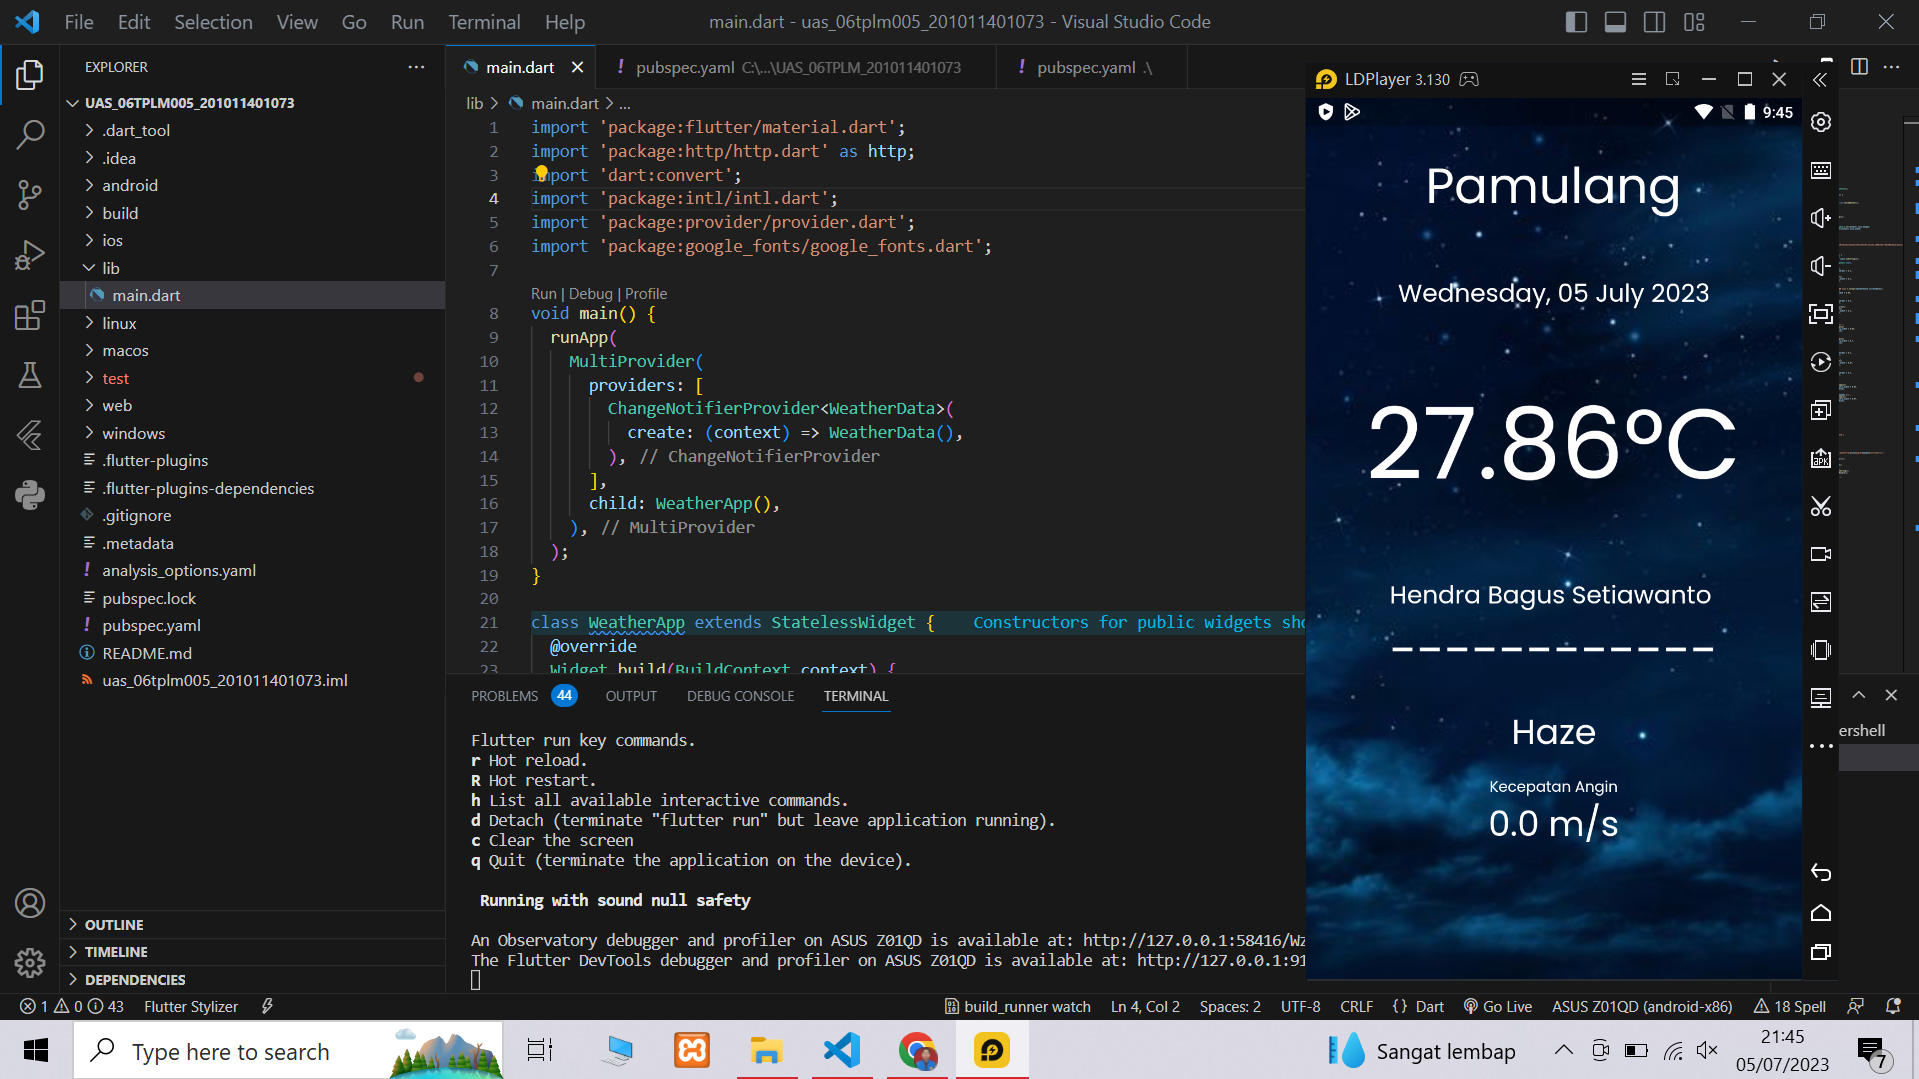 File Edit Selection View Go Run Terminal Help
main.dart - uas_06tplm005_201011401073 - Visual Studio Code
EXPLORER
UAS_06TPLM005_201011401073
.dart_tool
.idea
android
build
ios
lib
main.dart
linux
macos
test
web
windows
.flutter-plugins
.flutter-plugins-dependencies
.gitignore
.metadata
analysis_options.yaml
pubspec.lock
pubspec.yaml
README.md
uas_06tplm005_201011401073.iml
OUTLINE
TIMELINE
DEPENDENCIES
main.dart
! pubspec.yaml C:\...\UAS_06TPLM_201011401073
! pubspec.yaml .\
lib > main.dart > ...
1 import 'package:flutter/material.dart';
2 import 'package:http/http.dart' as http;
3 import 'dart:convert';
4 import 'package:intl/intl.dart';
5 import 'package:provider/provider.dart';
6 import 'package:google_fonts/google_fonts.dart';
7
Run | Debug | Profile
8 void main() {
9 runApp(
10 MultiProvider(
11 providers: [
12 ChangeNotifierProvider<WeatherData>(
13 create: (context) => WeatherData(),
14 ), // ChangeNotifierProvider
15 ],
16 child: WeatherApp(),
17 ), // MultiProvider
18 );
19 }
20
21 class WeatherApp extends StatelessWidget { Constructors for public widgets sho
22 @override
23 Widget build(BuildContext context) {
PROBLEMS 44 OUTPUT DEBUG CONSOLE TERMINAL
Flutter run key commands.
r Hot reload.
R Hot restart.
h List all available interactive commands.
d Detach (terminate "flutter run" but leave application running).
c Clear the screen
q Quit (terminate the application on the device).
Running with sound null safety
An Observatory debugger and profiler on ASUS Z01QD is available at: http://127.0.0.1:58416/Wz
The Flutter DevTools debugger and profiler on ASUS Z01QD is available at: http://127.0.0.1:91
ershell
LDPlayer 3.130
9:45
Pamulang
Wednesday, 05 July 2023
27.86°C
Hendra Bagus Setiawanto
Haze
Kecepatan Angin
0.0 m/s
1 0 43 Flutter Stylizer
build_runner watch Ln 4, Col 2 Spaces: 2 UTF-8 CRLF {} Dart Go Live ASUS Z01QD (android-x86) 18 Spell
Type here to search
Sangat lembap
21:45
05/07/2023
7